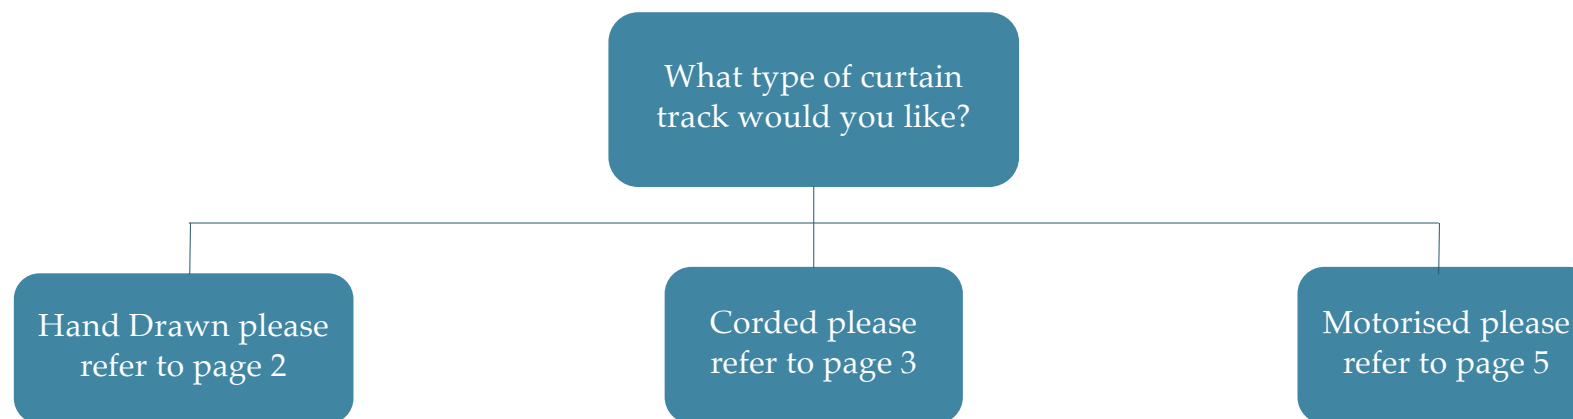 What type of curtain
track would you like?
Hand Drawn please
refer to page 2
Corded please
refer to page 3
Motorised please
refer to page 5